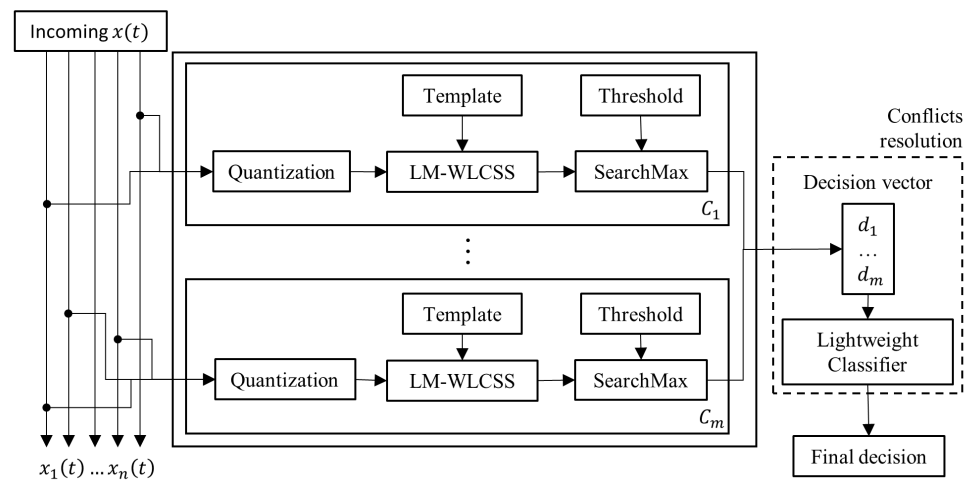 Incoming x(t)
Template
Threshold
Quantization
LM-WLCSS
SearchMax
C₁
⋮
Template
Threshold
Quantization
LM-WLCSS
SearchMax
Cₘ
x₁(t) … xₙ(t)
Conflicts
resolution
Decision vector
d₁
…
dₘ
Lightweight
Classifier
Final decision